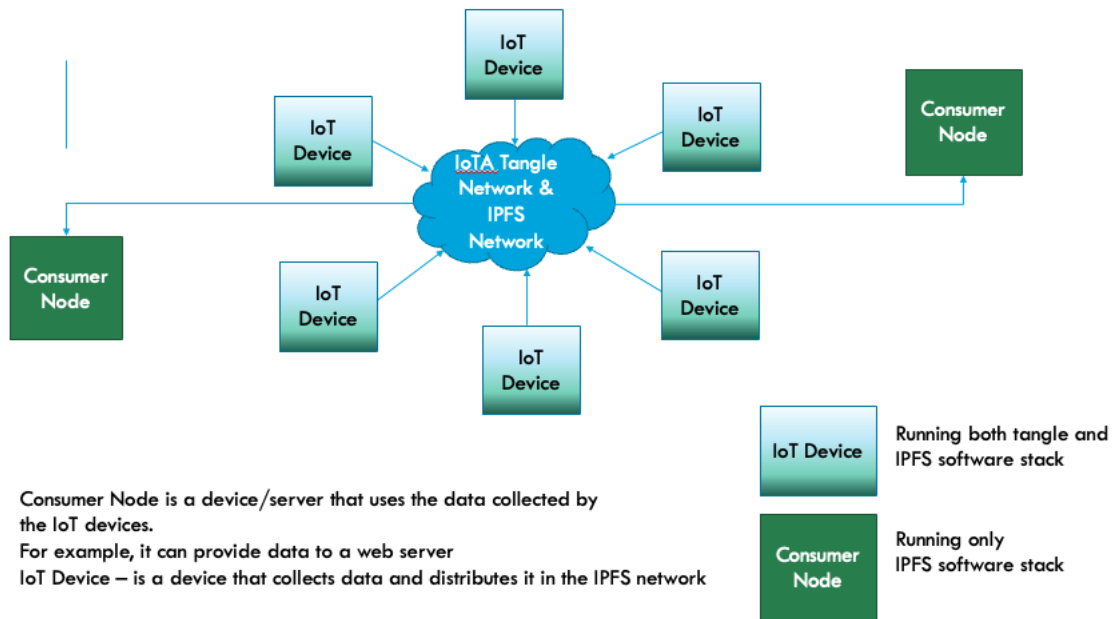 IoT
Device
IoT
Device
IoT
Device
Consumer
Node
IoTA Tangle
Network &
IPFS
Network
Consumer
Node
IoT
Device
IoT
Device
IoT
Device
IoT Device
Running both tangle and
IPFS software stack
Consumer Node is a device/server that uses the data collected by
the IoT devices.
For example, it can provide data to a web server
IoT Device – is a device that collects data and distributes it in the IPFS network
Consumer
Node
Running only
IPFS software stack